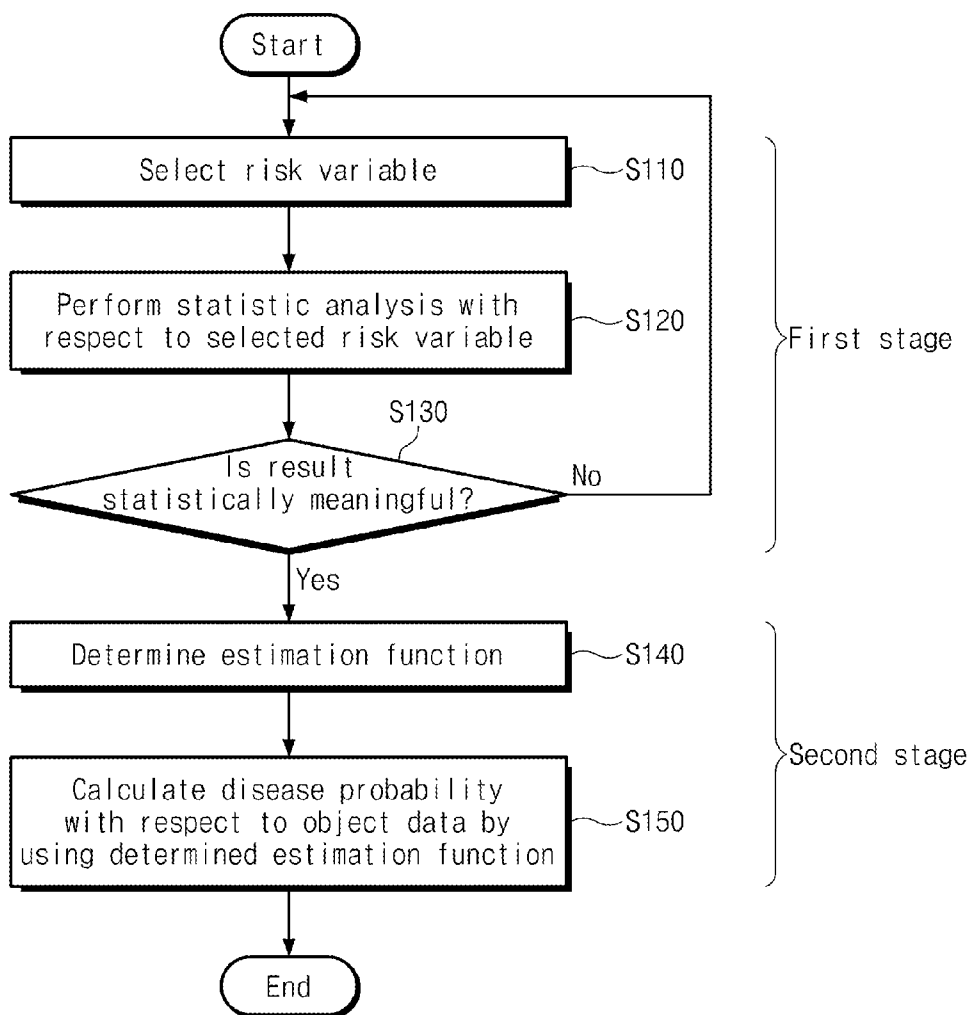 Start
Select risk variable
S110
Perform statistic analysis with
respect to selected risk variable
S120
First stage
S130
Is result
statistically meaningful?
No
Yes
Determine estimation function
S140
Second stage
Calculate disease probability
with respect to object data by
using determined estimation function
S150
End